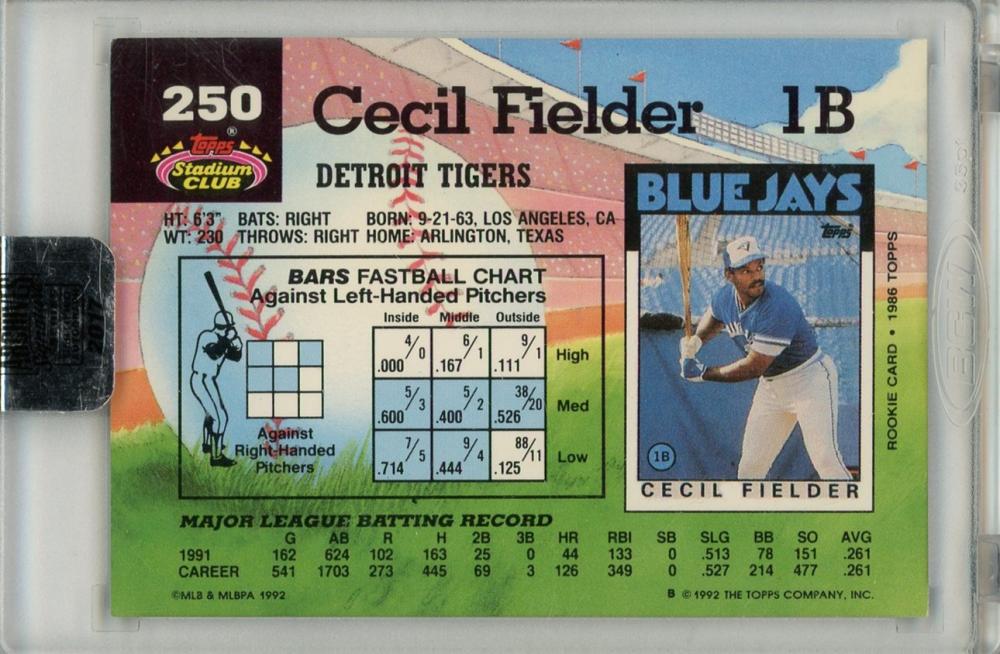 250
Topps®
Stadium
CLUB
Cecil Fielder 1B
DETROIT TIGERS
HT: 6'3" BATS: RIGHT BORN: 9-21-63, LOS ANGELES, CA
WT: 230 THROWS: RIGHT HOME: ARLINGTON, TEXAS
BARS FASTBALL CHART
Against Left-Handed Pitchers
Inside Middle Outside
4/0 6/1 9/1 High
.000 .167 .111
5/3 5/2 38/20 Med
.600 .400 .526
7/5 9/4 88/11 Low
.714 .444 .125
Against
Right-Handed
Pitchers
BLUE JAYS
Topps
1B
CECIL FIELDER
ROOKIE CARD • 1986 TOPPS
MAJOR LEAGUE BATTING RECORD
G AB R H 2B 3B HR RBI SB SLG BB SO AVG
1991 162 624 102 163 25 0 44 133 0 .513 78 151 .261
CAREER 541 1703 273 445 69 3 126 349 0 .527 214 477 .261
©MLB & MLBPA 1992
B © 1992 THE TOPPS COMPANY, INC.